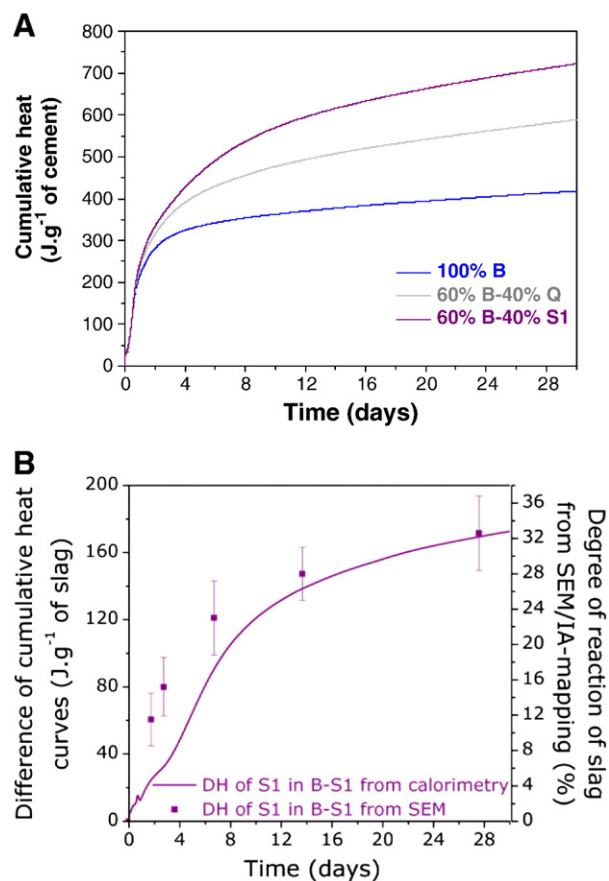 A
Cumulative heat
(J.g-1 of cement)
800
700
600
500
400
300
200
100
0
100% B
60% B-40% Q
60% B-40% S1
0 4 8 12 16 20 24 28
Time (days)
B
Difference of cumulative heat
curves (J.g-1 of slag)
200
160
120
80
40
0
DH of S1 in B-S1 from calorimetry
DH of S1 in B-S1 from SEM
36
32
28
24
20
16
12
8
4
0
Degree of reaction of slag
from SEM/IA-mapping (%)
0 4 8 12 16 20 24 28
Time (days)